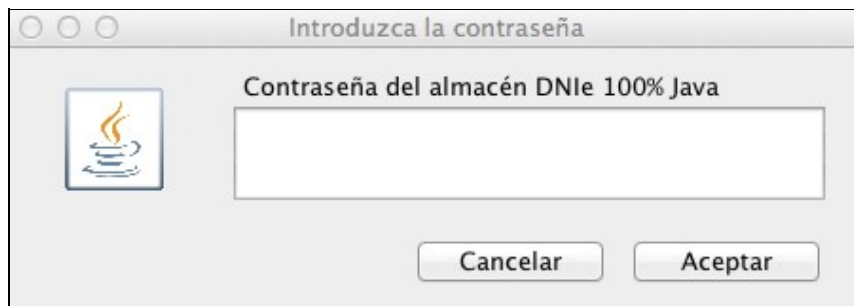 Introduzca la contraseña
Contraseña del almacén DNIe 100% Java
Cancelar
Aceptar